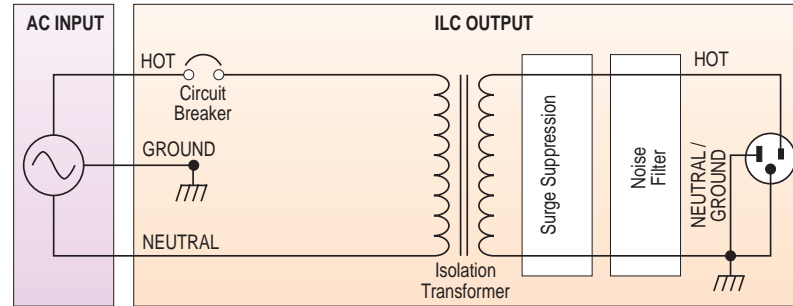 AC INPUT
ILC OUTPUT
HOT
Circuit
Breaker
GROUND
NEUTRAL
Isolation
Transformer
Surge Suppression
Noise
Filter
HOT
NEUTRAL /
GROUND